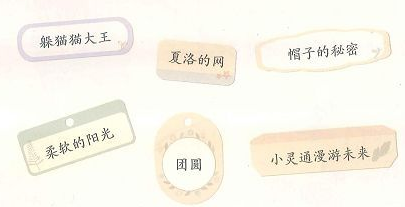 躲猫猫大王
夏洛的网
帽子的秘密
柔软的阳光
团圆
小灵通漫游未来